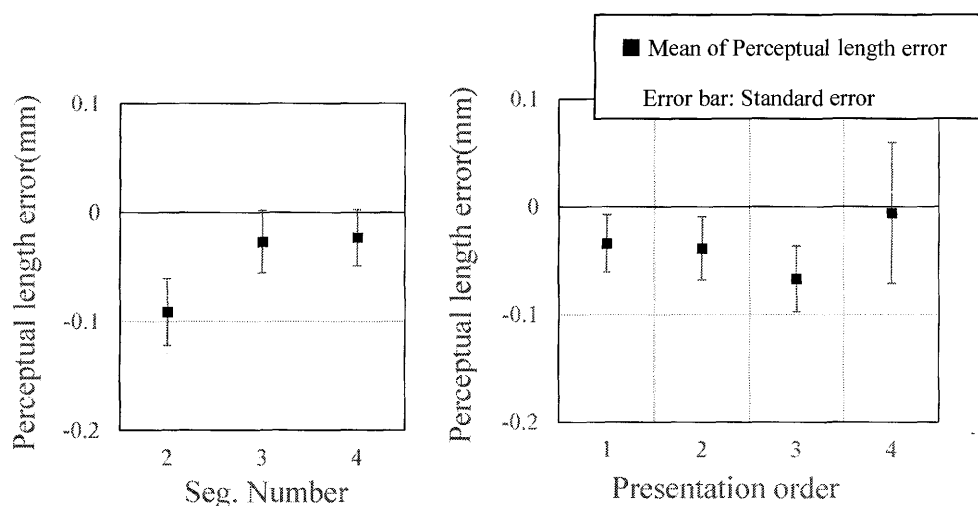 Mean of Perceptual length error
Error bar: Standard error
Perceptual length error(mm)
0.1
0
-0.1
-0.2
2 3 4
Seg. Number
Perceptual length error(mm)
0.1
0
-0.1
-0.2
1 2 3 4
Presentation order